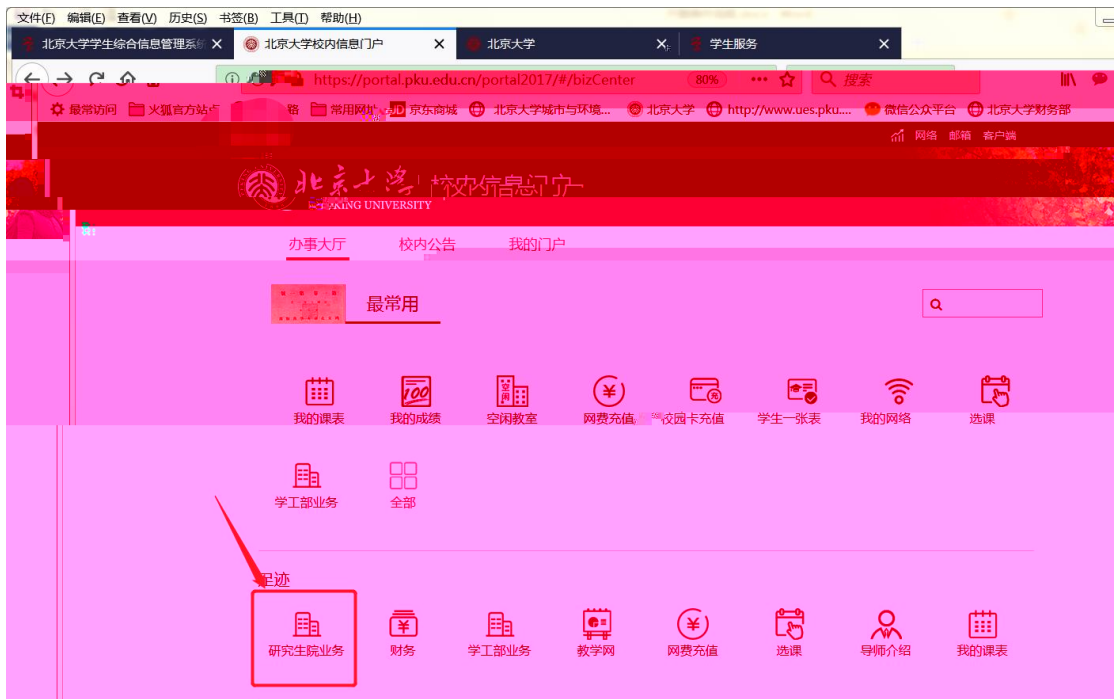 文件(F) 编辑(E) 查看(V) 历史(S) 书签(B) 工具(T) 帮助(H)
北京大学学生综合信息管理系统 北京大学校内信息门户 北京大学 学生服务
https://portal.pku.edu.cn/portal2017/#/bizCenter 80% 搜索
最常访问 火狐官方站点 常用网址 JD 京东商城 北京大学城市与环境... 北京大学 http://www.ues.pku.... 微信公众平台 北京大学财务部
网络 邮箱 客户端
北京大学 校内信息门户
PEKING UNIVERSITY
办事大厅 校内公告 我的门户
最常用
我的课表 我的成绩 空闲教室 网费充值 校园卡充值 学生一张表 我的网络 选课
学工部业务 全部
足迹
研究生院业务 财务 学工部业务 教学网 网费充值 选课 导师介绍 我的课表